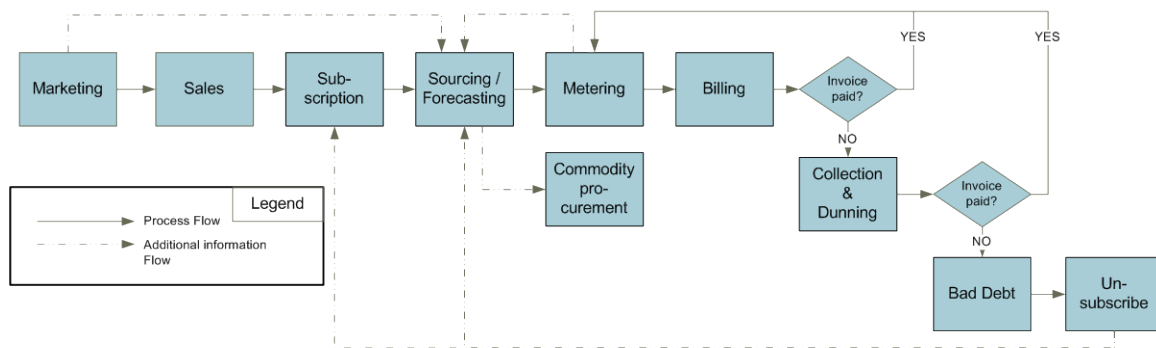 YES
YES
Marketing
Sales
Sub-
scription
Sourcing /
Forecasting
Metering
Billing
Invoice
paid?
NO
Commodity
pro-
curement
Collection
&
Dunning
Invoice
paid?
Legend
Process Flow
Additional information
Flow
NO
Bad Debt
Un-
subscribe